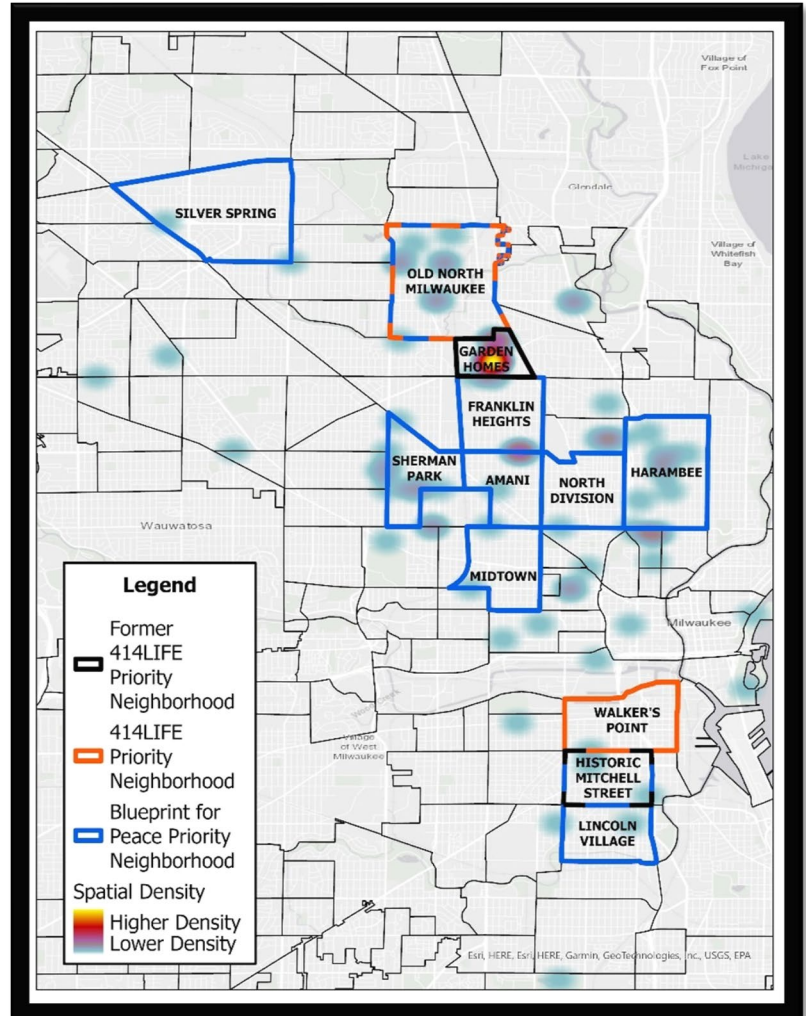 Village of
Fox Point
Lake
Michiga
Glendale
Village of
Whitefish
Bay
SILVER SPRING
OLD NORTH
MILWAUKEE
GARDEN
HOMES
FRANKLIN
HEIGHTS
SHERMAN
PARK
AMANI
NORTH
DIVISION
HARAMBEE
Wauwatosa
MIDTOWN
Milwaukee
WALKER'S
POINT
Village
of West
Milwaukee
HISTORIC
MITCHELL
STREET
LINCOLN
VILLAGE
Legend
Former
414LIFE
Priority
Neighborhood
414LIFE
Priority
Neighborhood
Blueprint for
Peace Priority
Neighborhood
Spatial Density
Higher Density
Lower Density
Esri, HERE, Esri, HERE, Garmin, GeoTechnologies, Inc., USGS, EPA